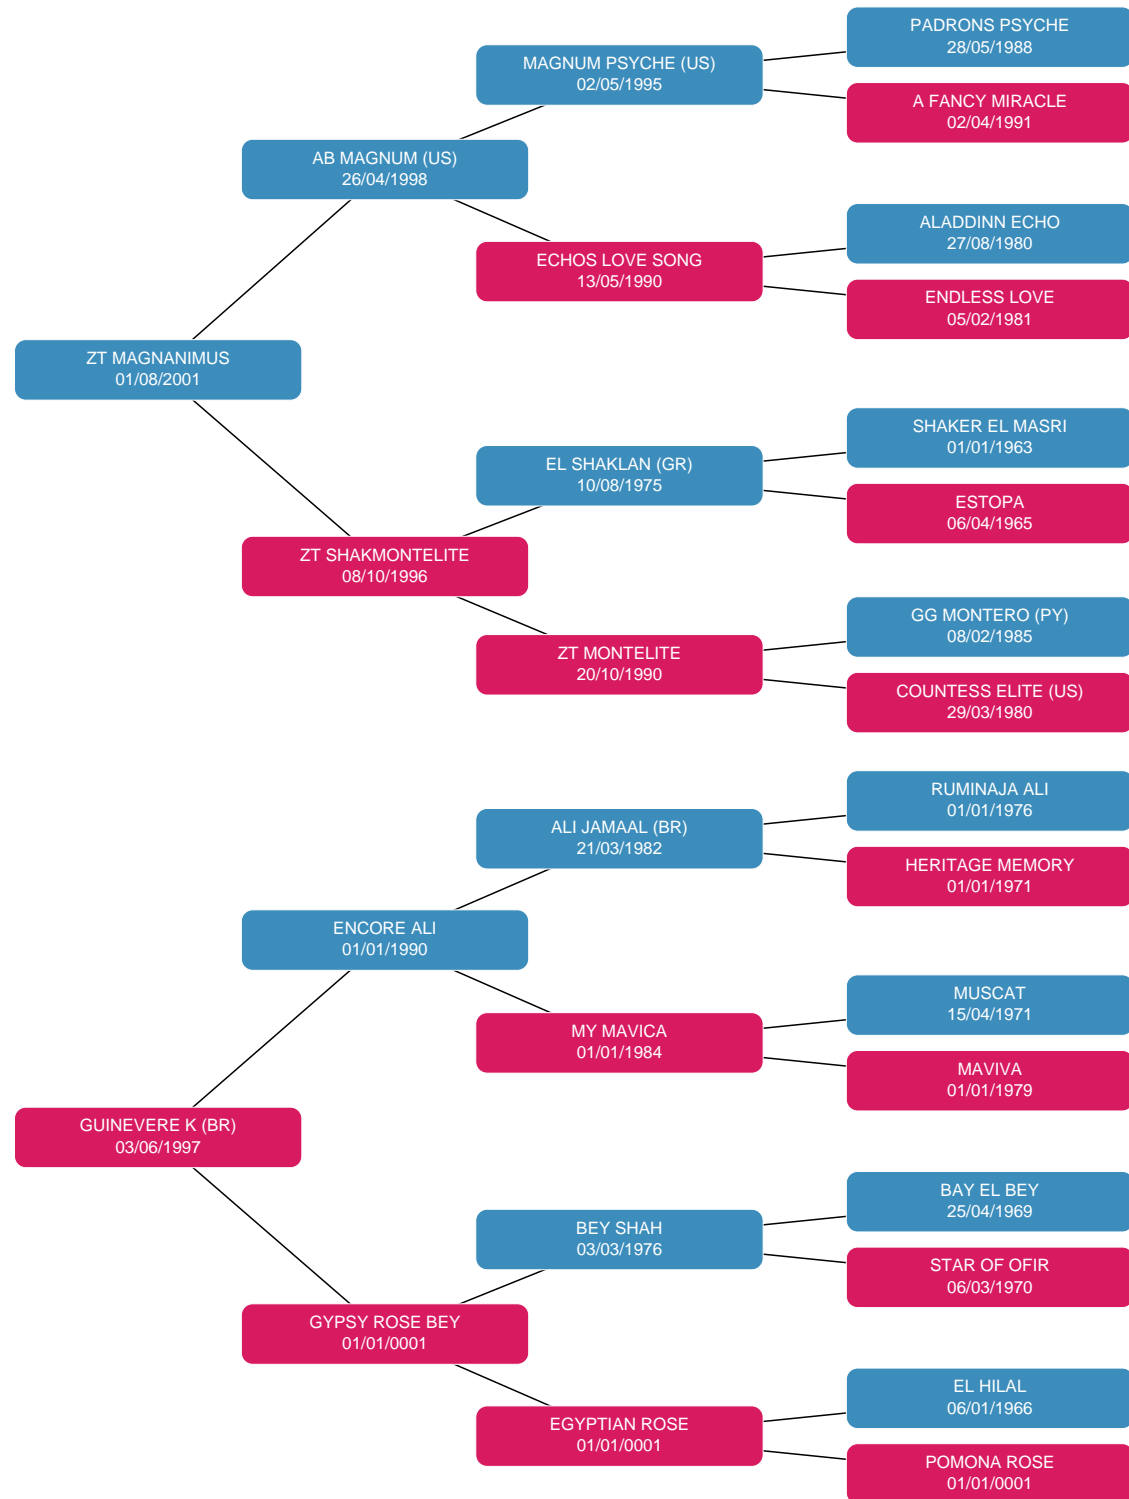 PADRONS PSYCHE
28/05/1988
MAGNUM PSYCHE (US)
02/05/1995
A FANCY MIRACLE
02/04/1991
AB MAGNUM (US)
26/04/1998
ALADDINN ECHO
27/08/1980
ECHOS LOVE SONG
13/05/1990
ENDLESS LOVE
05/02/1981
ZT MAGNANIMUS
01/08/2001
SHAKER EL MASRI
01/01/1963
EL SHAKLAN (GR)
10/08/1975
ESTOPA
06/04/1965
ZT SHAKMONTELITE
08/10/1996
GG MONTERO (PY)
08/02/1985
ZT MONTELITE
20/10/1990
COUNTESS ELITE (US)
29/03/1980
RUMINAJA ALI
01/01/1976
ALI JAMAAL (BR)
21/03/1982
HERITAGE MEMORY
01/01/1971
ENCORE ALI
01/01/1990
MUSCAT
15/04/1971
MY MAVICA
01/01/1984
MAVIVA
01/01/1979
GUINEVERE K (BR)
03/06/1997
BAY EL BEY
25/04/1969
BEY SHAH
03/03/1976
STAR OF OFIR
06/03/1970
GYPSY ROSE BEY
01/01/0001
EL HILAL
06/01/1966
EGYPTIAN ROSE
01/01/0001
POMONA ROSE
01/01/0001